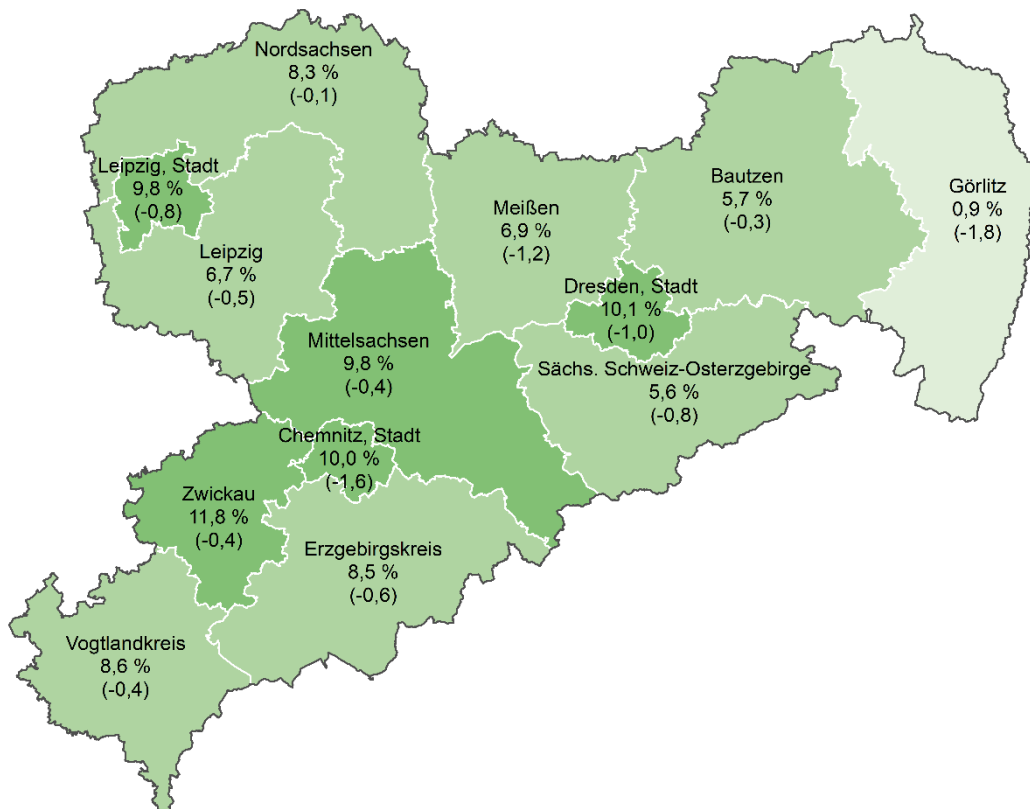 Nordsachsen
8,3 %
(-0,1)
Leipzig, Stadt
9,8 %
(-0,8)
Leipzig
6,7 %
(-0,5)
Meißen
6,9 %
(-1,2)
Bautzen
5,7 %
(-0,3)
Görlitz
0,9 %
(-1,8)
Dresden, Stadt
10,1 %
(-1,0)
Mittelsachsen
9,8 %
(-0,4)
Sächs. Schweiz-Osterzgebirge
5,6 %
(-0,8)
Chemnitz, Stadt
10,0 %
(-1,6)
Zwickau
11,8 %
(-0,4)
Erzgebirgskreis
8,5 %
(-0,6)
Vogtlandkreis
8,6 %
(-0,4)